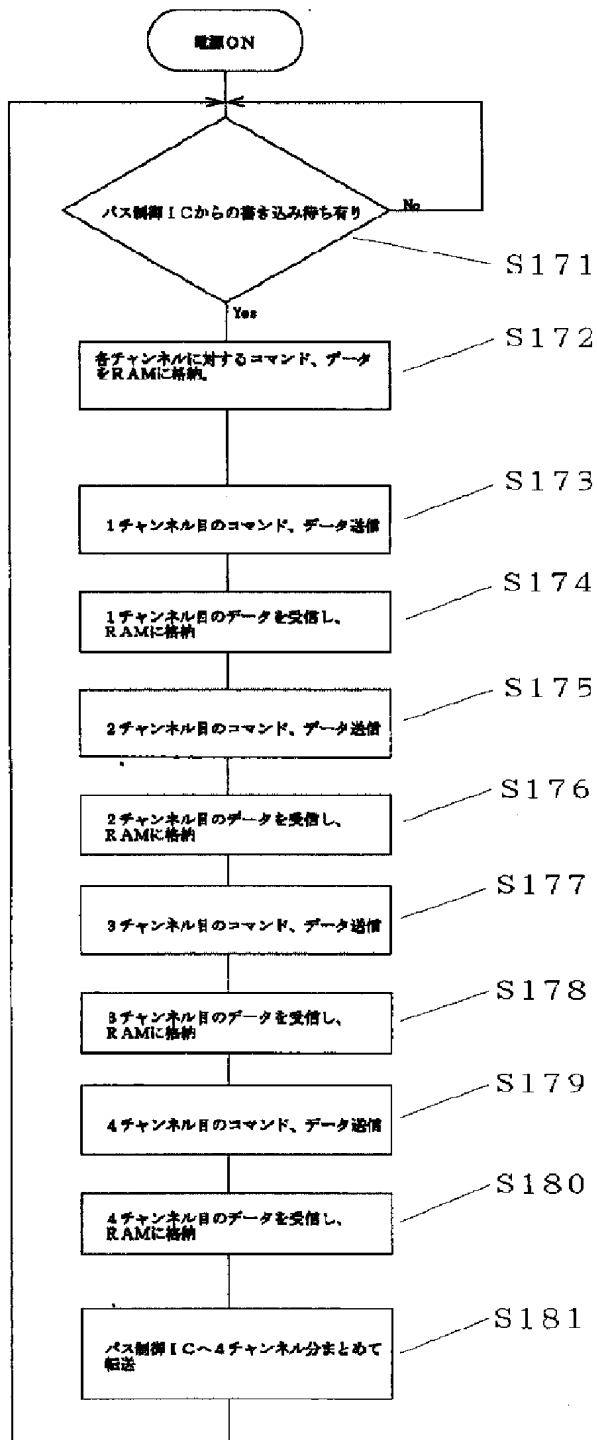 電源ON
バス制御ICからの書き込み待ち有り
No
S171
Yes
各チャンネルに対するコマンド、データ
をRAMに格納。
S172
1チャンネル目のコマンド、データ送信
S173
1チャンネル目のデータを受信し、
RAMに格納
S174
2チャンネル目のコマンド、データ送信
S175
2チャンネル目のデータを受信し、
RAMに格納
S176
3チャンネル目のコマンド、データ送信
S177
3チャンネル目のデータを受信し、
RAMに格納
S178
4チャンネル目のコマンド、データ送信
S179
4チャンネル目のデータを受信し、
RAMに格納
S180
バス制御ICへ4チャンネル分まとめて
転送
S181